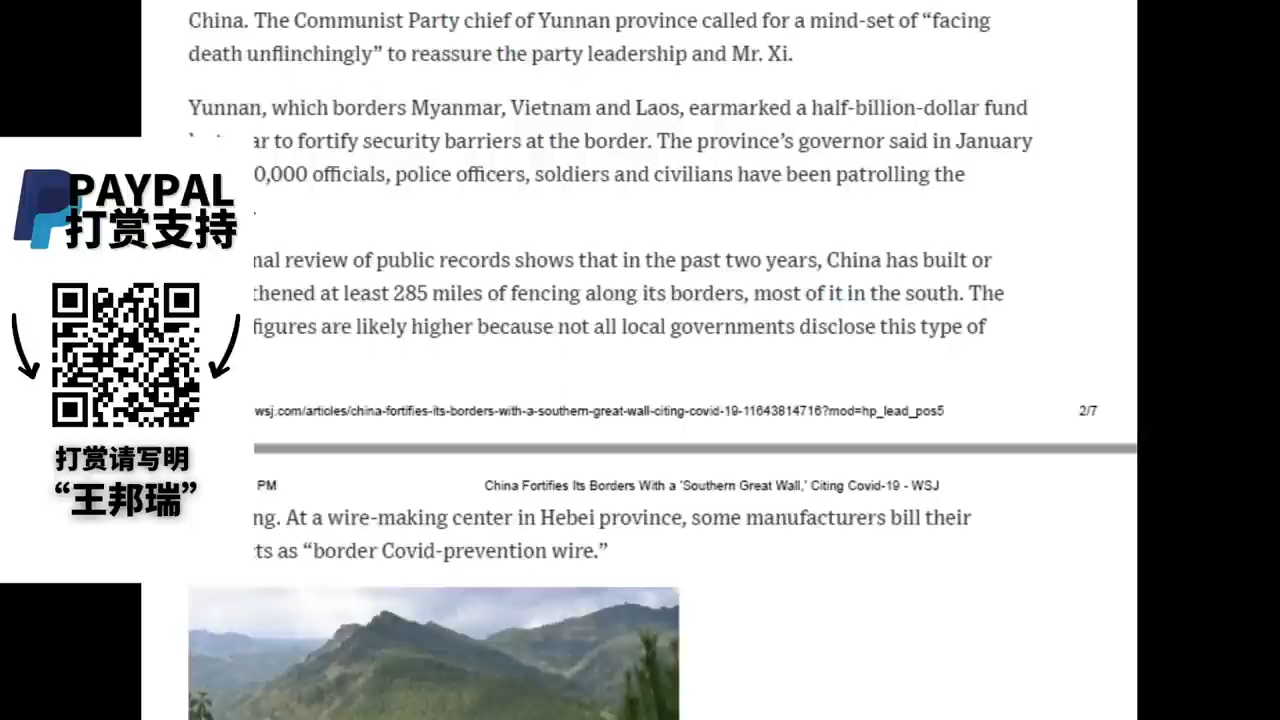 China. The Communist Party chief of Yunnan province called for a mind-set of “facing
death unflinchingly” to reassure the party leadership and Mr. Xi.
Yunnan, which borders Myanmar, Vietnam and Laos, earmarked a half-billion-dollar fund
to fortify security barriers at the border. The province’s governor said in January
0,000 officials, police officers, soldiers and civilians have been patrolling the
review of public records shows that in the past two years, China has built or
at least 285 miles of fencing along its borders, most of it in the south. The
figures are likely higher because not all local governments disclose this type of
wsj.com/articles/china-fortifies-its-borders-with-a-southern-great-wall-citing-covid-19-11643814716?mod=hp_lead_pos5 2/7
PM China Fortifies Its Borders With a 'Southern Great Wall,' Citing Covid-19 - WSJ
ng. At a wire-making center in Hebei province, some manufacturers bill their
ts as “border Covid-prevention wire.”
PAYPAL
打赏支持
打赏请写明
“王邦瑞”